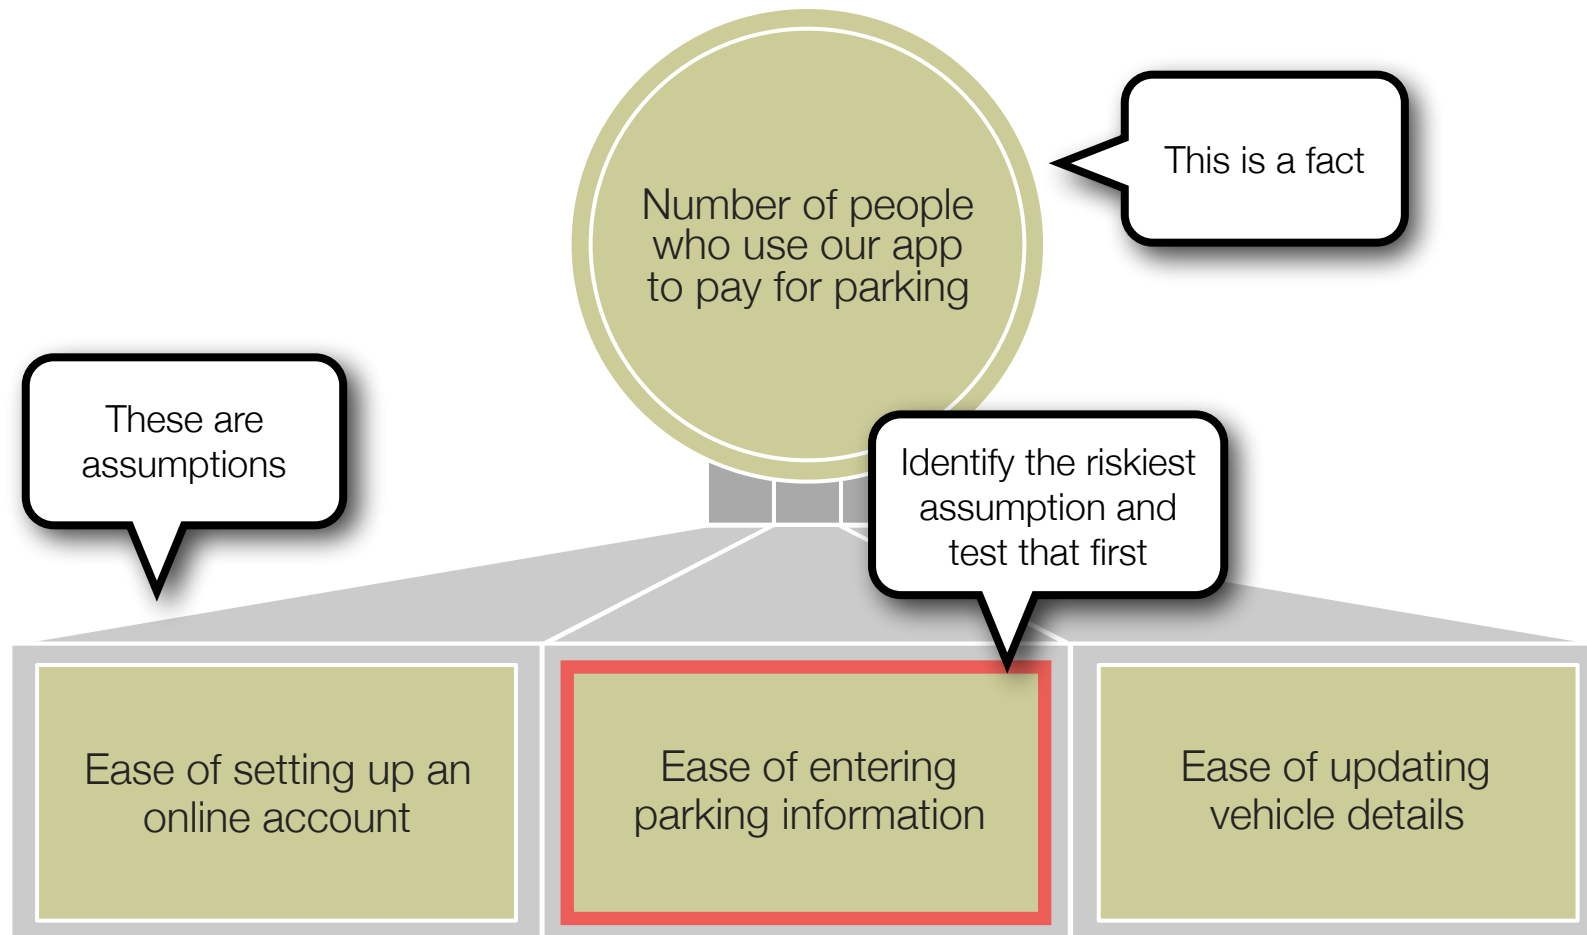 Number of people
who use our app
to pay for parking
This is a fact
These are
assumptions
Identify the riskiest
assumption and
test that first
Ease of setting up an
online account
Ease of entering
parking information
Ease of updating
vehicle details